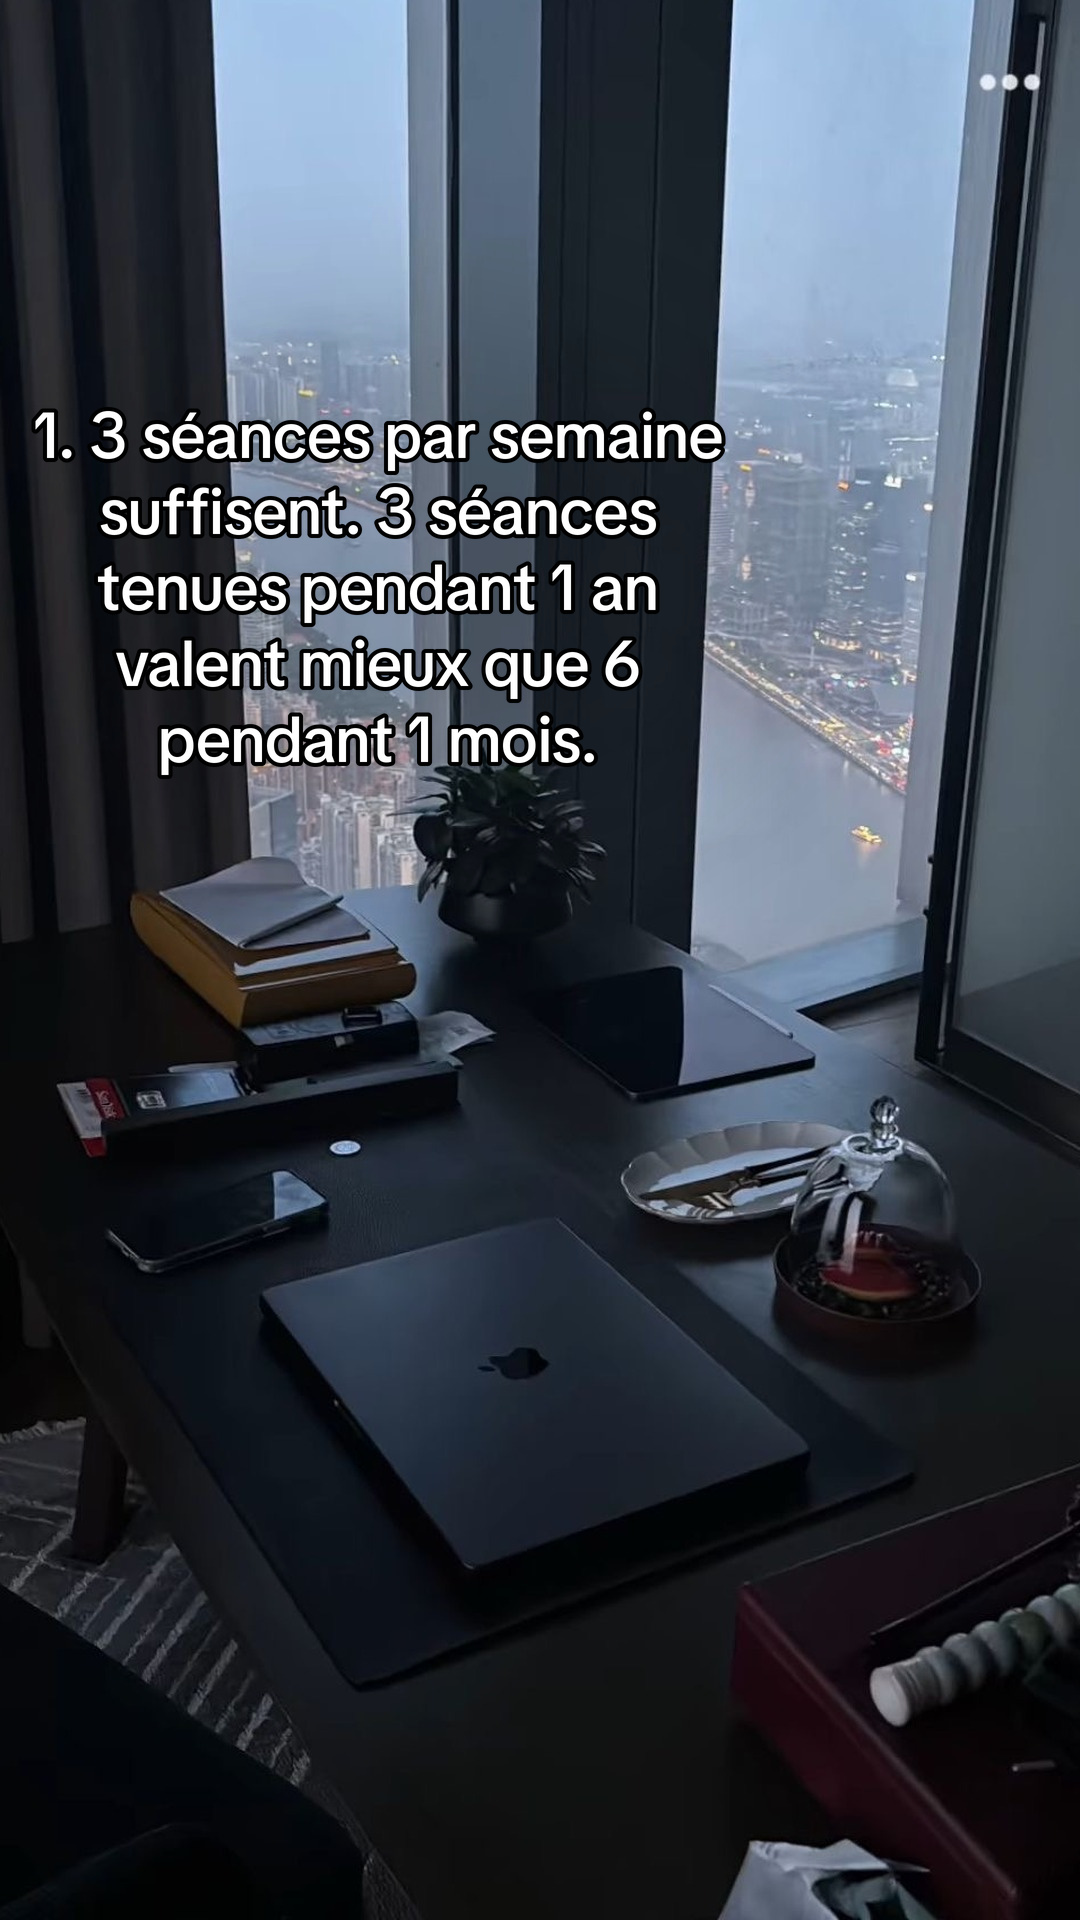 1. 3 séances par semaine
suffisent. 3 séances
tenues pendant 1 an
valent mieux que 6
pendant 1 mois.
SanDisk